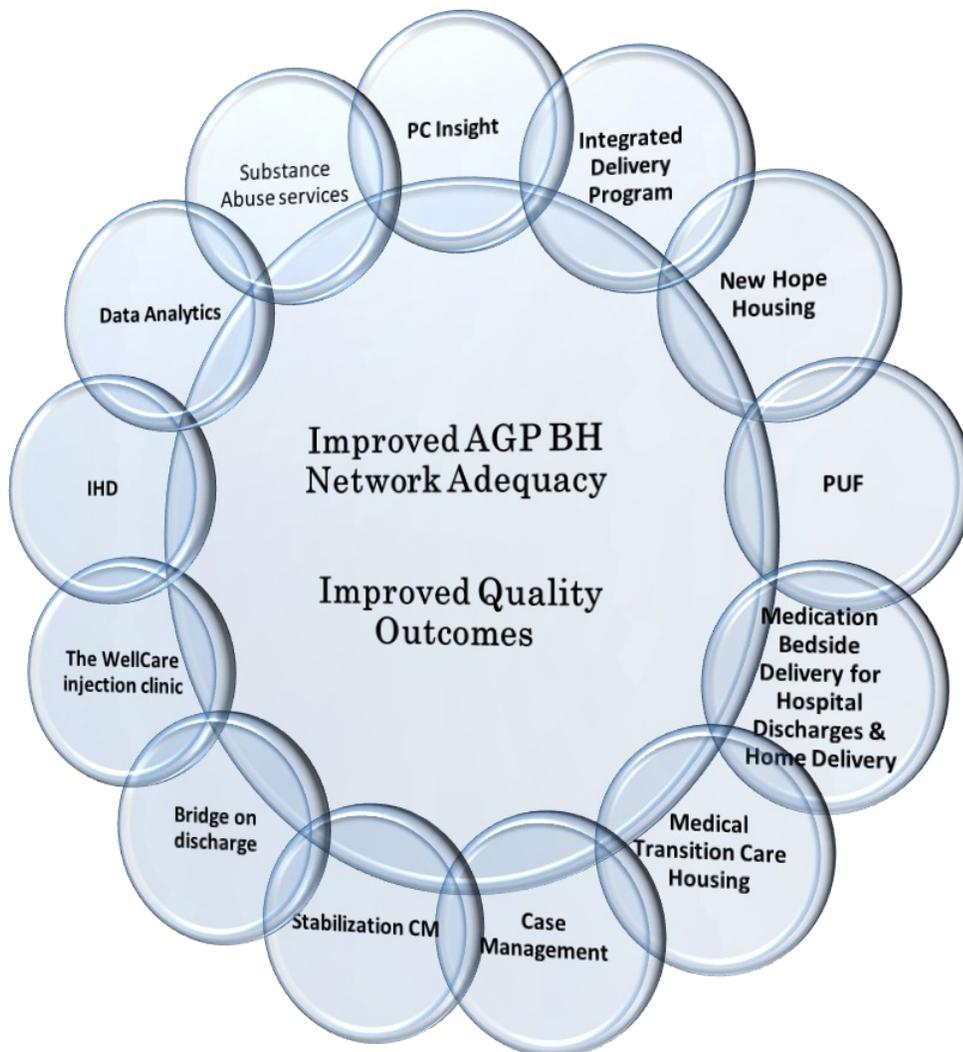 PC Insight
Integrated
Delivery
Program
New Hope
Housing
PUF
Medication
Bedside
Delivery for
Hospital
Discharges &
Home Delivery
Medical
Transition Care
Housing
Case
Management
Stabilization CM
Bridge on
discharge
The WellCare
injection clinic
IHD
Data Analytics
Substance
Abuse services
Improved AGP BH
Network Adequacy
Improved Quality
Outcomes